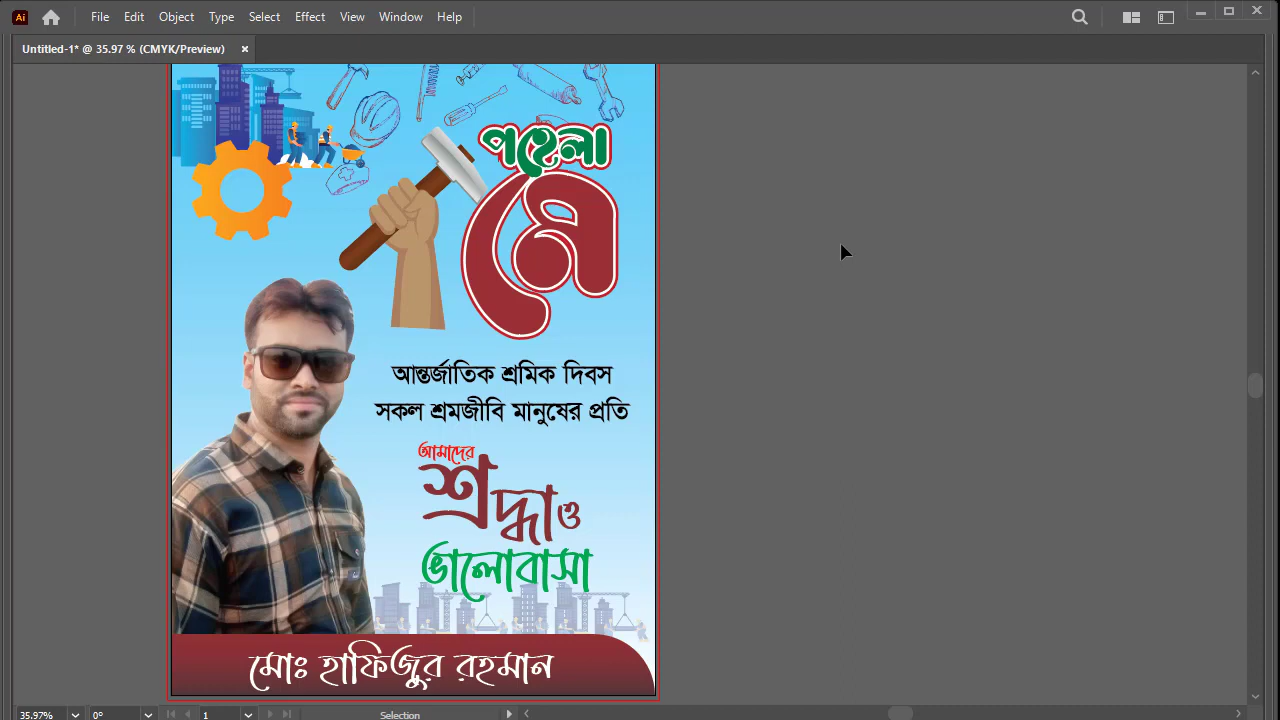 File Edit Object Type Select Effect View Window Help
Untitled-1* @ 35.97 % (CMYK/Preview)
পহেলা
মে
আন্তর্জাতিক শ্রমিক দিবস
সকল শ্রমজীবি মানুষের প্রতি
আমাদের
শ্রদ্ধা ও
ভালোবাসা
মোঃ হাফিজুর রহমান
35.97% 0° 1 Selection